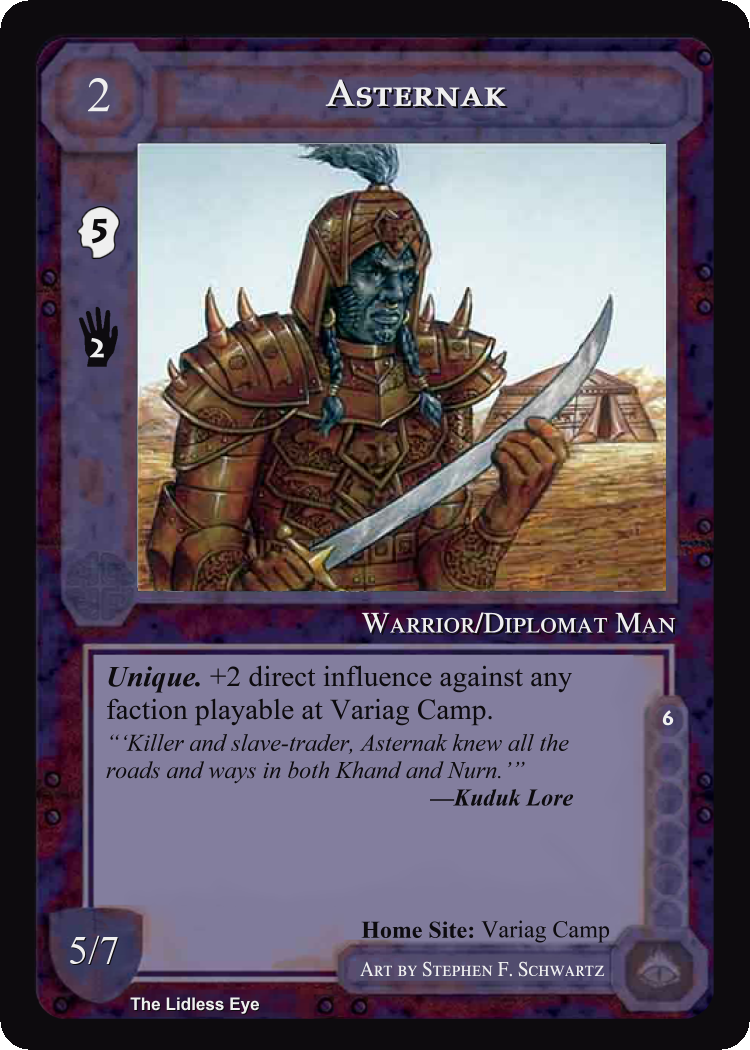 2
ASTERNAK
5
2
WARRIOR/DIPLOMAT MAN
Unique. +2 direct influence against any
faction playable at Variag Camp.
“‘Killer and slave-trader, Asternak knew all the
roads and ways in both Khand and Nurn.’”
—Kuduk Lore
6
Home Site: Variag Camp
5/7
ART BY STEPHEN F. SCHWARTZ
The Lidless Eye